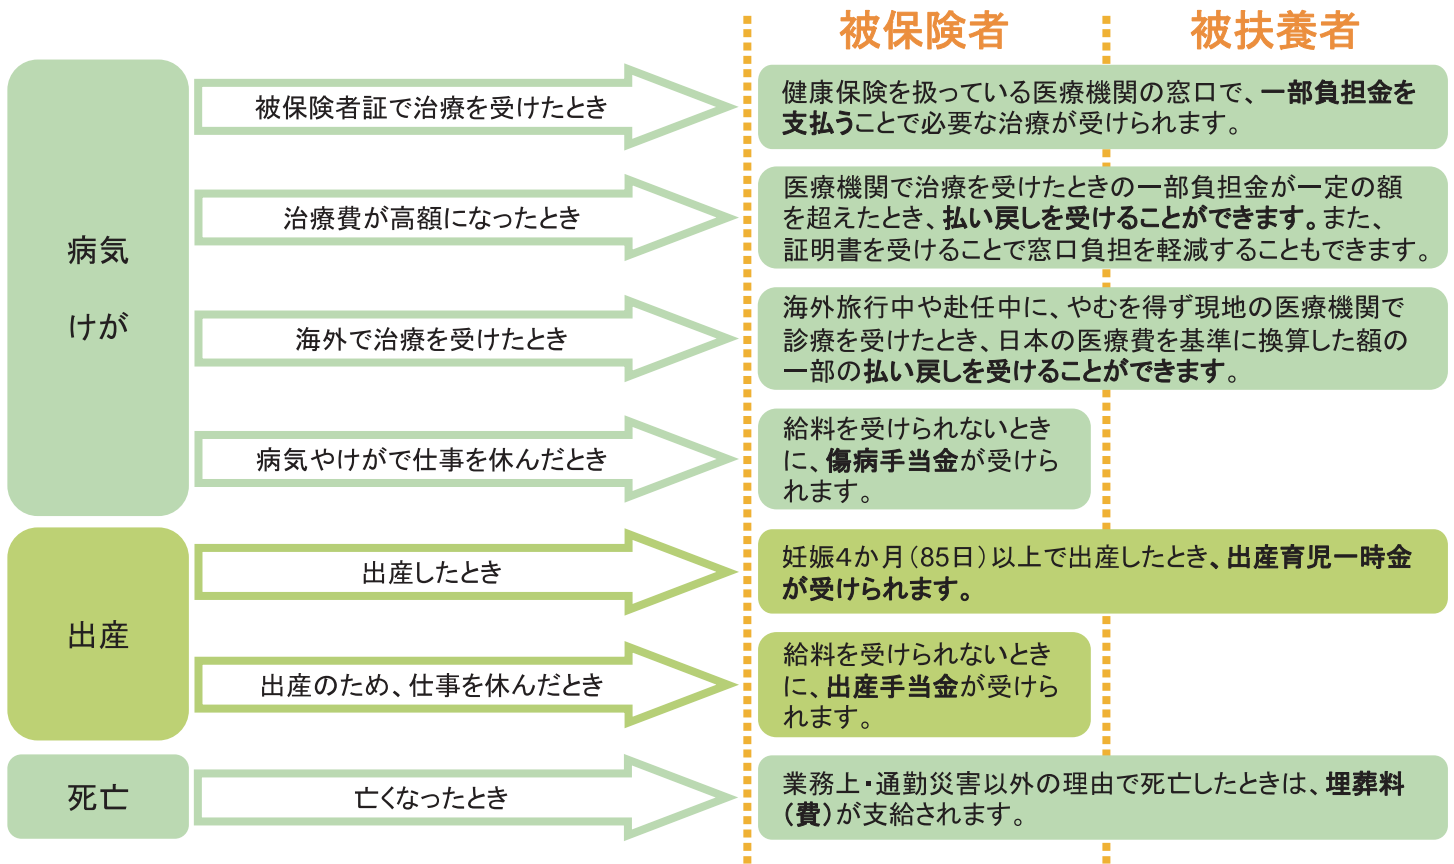 被保険者
被扶養者
病気
けが
被保険者証で治療を受けたとき
健康保険を扱っている医療機関の窓口で、一部負担金を
支払うことで必要な治療が受けられます。
治療費が高額になったとき
医療機関で治療を受けたときの一部負担金が一定の額
を超えたとき、払い戻しを受けることができます。また、
証明書を受けることで窓口負担を軽減することもできます。
海外で治療を受けたとき
海外旅行中や赴任中に、やむを得ず現地の医療機関で
診療を受けたとき、日本の医療費を基準に換算した額の
一部の払い戻しを受けることができます。
病気やけがで仕事を休んだとき
給料を受けられないとき
に、傷病手当金が受けら
れます。
出産
出産したとき
妊娠4か月(85日)以上で出産したとき、出産育児一時金
が受けられます。
出産のため、仕事を休んだとき
給料を受けられないとき
に、出産手当金が受けら
れます。
死亡
亡くなったとき
業務上・通勤災害以外の理由で死亡したときは、埋葬料
(費)が支給されます。